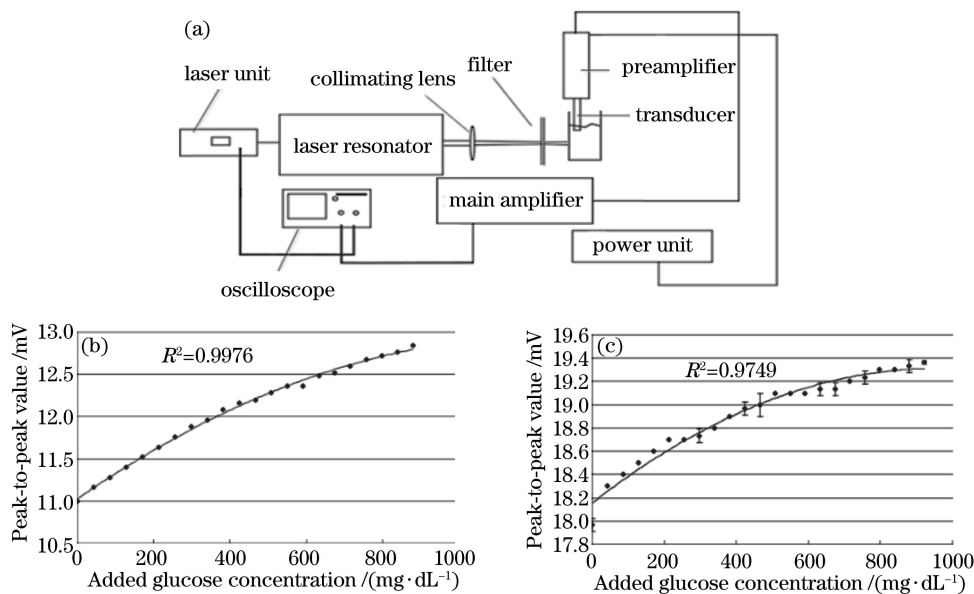 (a)
laser unit
collimating lens
filter
preamplifier
transducer
laser resonator
main amplifier
power unit
oscilloscope
(b)
R²=0.9976
Peak-to-peak value /mV
13.0
12.5
12.0
11.5
11.0
10.5
0 200 400 600 800 1000
Added glucose concentration /(mg·dL⁻¹)
(c)
R²=0.9749
Peak-to-peak value /mV
19.6
19.4
19.2
19.0
18.8
18.6
18.4
18.2
18.0
17.8
0 200 400 600 800 1000
Added glucose concentration /(mg·dL⁻¹)